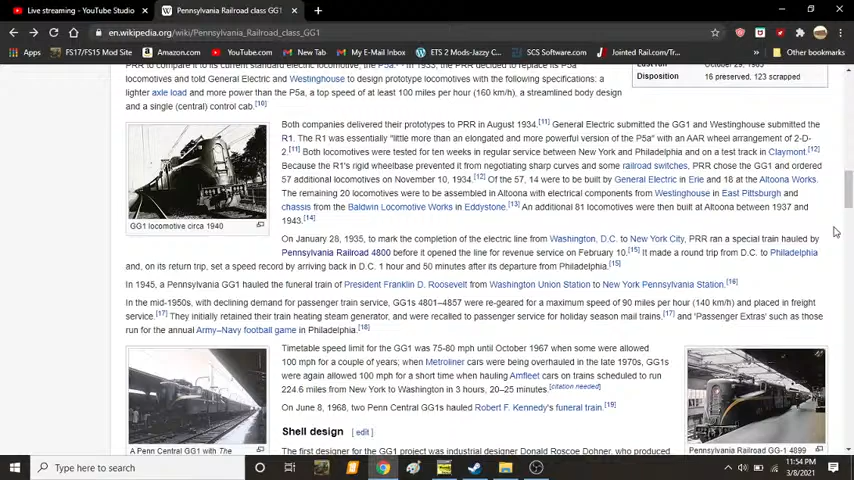 Live streaming - YouTube Studio
Pennsylvania Railroad class GG1
en.wikipedia.org/wiki/Pennsylvania_Railroad_class_GG1
Apps FS17/FS15 Mod Site Amazon.com YouTube.com New Tab My E-mail Inbox ETS 2 Mods-Jazzy C... SCS Software.com Jointed Rail.com/Tr... Other bookmarks
PRR to compare it to its current electric locomotive, the P5a. In 1933, the PRR decided to replace its P5a
locomotives and told General Electric and Westinghouse to design prototype locomotives with the following specifications: a
lighter axle load and more power than the P5a, a top speed of at least 100 miles per hour (160 km/h), a streamlined body design
and a single (central) control cab.[10]
October 29, 1983
Disposition 16 preserved, 123 scrapped
Both companies delivered their prototypes to PRR in August 1934.[11] General Electric submitted the GG1 and Westinghouse submitted the
R1. The R1 was essentially "little more than an elongated and more powerful version of the P5a" with an AAR wheel arrangement of 2-D-
2.[11] Both locomotives were tested for ten weeks in regular service between New York and Philadelphia and on a test track in Claymont.[12]
Because the R1's rigid wheelbase prevented it from negotiating sharp curves and some railroad switches, PRR chose the GG1 and ordered
57 additional locomotives on November 10, 1934.[12] Of the 57, 14 were to be built by General Electric in Erie and 18 at the Altoona Works.
The remaining 20 locomotives were to be assembled in Altoona with electrical components from Westinghouse in East Pittsburgh and
chassis from the Baldwin Locomotive Works in Eddystone.[13] An additional 81 locomotives were then built at Altoona between 1937 and
1943.[14]
GG1 locomotive circa 1940
On January 28, 1935, to mark the completion of the electric line from Washington, D.C. to New York City, PRR ran a special train hauled by
Pennsylvania Railroad 4800 before it opened the line for revenue service on February 10.[15] It made a round trip from D.C. to Philadelphia
and, on its return trip, set a speed record by arriving back in D.C. 1 hour and 50 minutes after its departure from Philadelphia.[15]
In 1945, a Pennsylvania GG1 hauled the funeral train of President Franklin D. Roosevelt from Washington Union Station to New York Pennsylvania Station.[16]
In the mid-1950s, with declining demand for passenger train service, GG1s 4801–4857 were re-geared for a maximum speed of 90 miles per hour (140 km/h) and placed in freight
service.[17] They initially retained their train heating steam generator, and were recalled to passenger service for holiday season mail trains,[17] and 'Passenger Extras' such as those
run for the annual Army–Navy football game in Philadelphia.[18]
Timetable speed limit for the GG1 was 75-80 mph until October 1967 when some were allowed
100 mph for a couple of years; when Metroliner cars were being overhauled in the late 1970s, GG1s
were again allowed 100 mph for a short time when hauling Amfleet cars on trains scheduled to run
224.6 miles from New York to Washington in 3 hours, 20–25 minutes.[citation needed]
On June 8, 1968, two Penn Central GG1s hauled Robert F. Kennedy's funeral train.[19]
Shell design [ edit ]
The first designer for the GG1 project was industrial designer Donald Roscoe Dohner, who produced
A Penn Central GG1 with The
Pennsylvania Railroad GG-1 4899
Type here to search
11:54 PM
3/8/2021